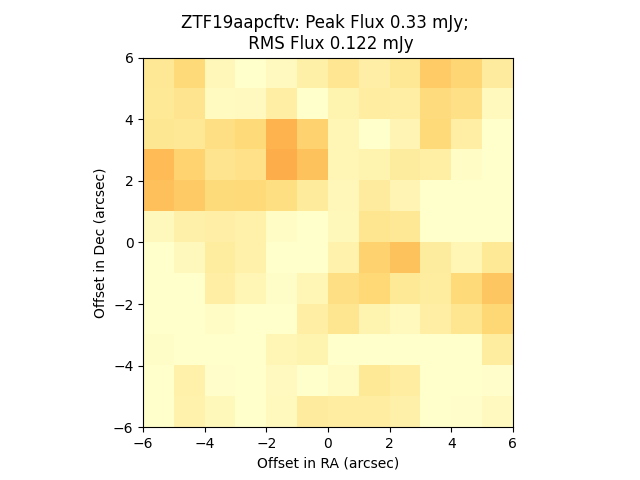 ZTF19aapcftv: Peak Flux 0.33 mJy;
RMS Flux 0.122 mJy
6
4
2
0
−2
−4
−6
Offset in Dec (arcsec)
−6 −4 −2 0 2 4 6
Offset in RA (arcsec)